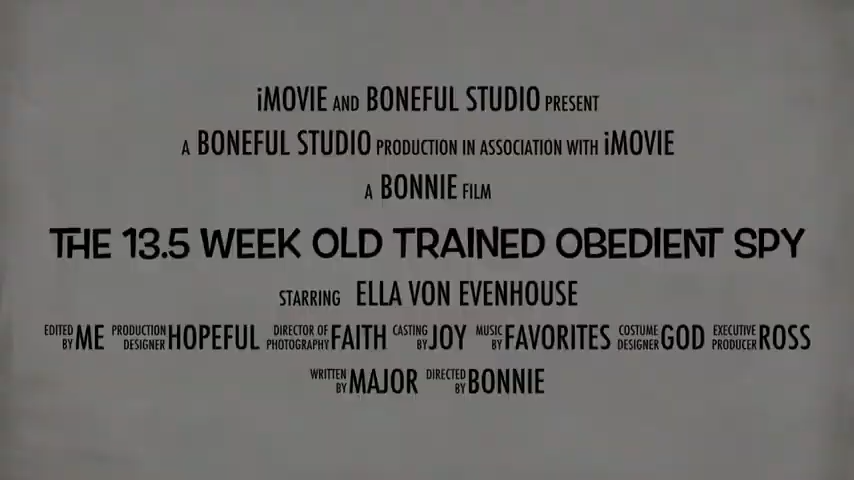 iMOVIE AND BONEFUL STUDIO PRESENT
A BONEFUL STUDIO PRODUCTION IN ASSOCIATION WITH iMOVIE
A BONNIE FILM
THE 13.5 WEEK OLD TRAINED OBEDIENT SPY
STARRING ELLA VON EVENHOUSE
EDITED BY ME PRODUCTION DESIGNER HOPEFUL DIRECTOR OF PHOTOGRAPHY FAITH CASTING BY JOY MUSIC BY FAVORITES COSTUME DESIGNER GOD EXECUTIVE PRODUCER ROSS
WRITTEN BY MAJOR DIRECTED BY BONNIE